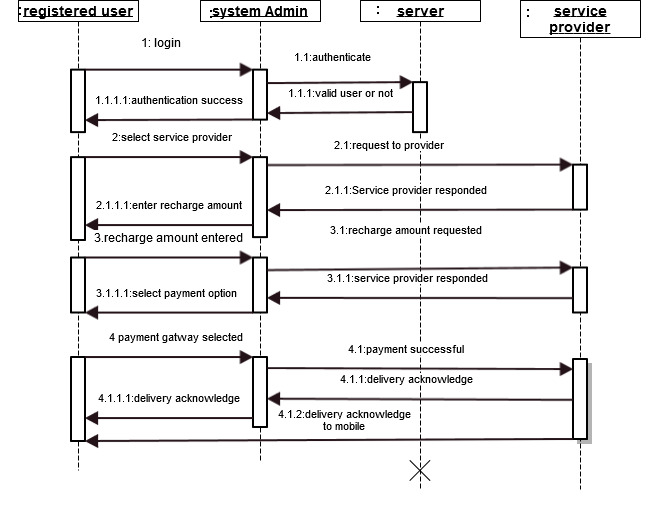 :registered user
:system Admin
: server
: service
provider
1: login
1.1:authenticate
1.1.1:valid user or not
1.1.1.1:authentication success
2:select service provider
2.1:request to provider
2.1.1:Service provider responded
2.1.1.1:enter recharge amount
3.1:recharge amount requested
3.recharge amount entered
3.1.1:service provider responded
3.1.1.1:select payment option
4 payment gatway selected
4.1:payment successful
4.1.1:delivery acknowledge
4.1.1.1:delivery acknowledge
4.1.2:delivery acknowledge
to mobile